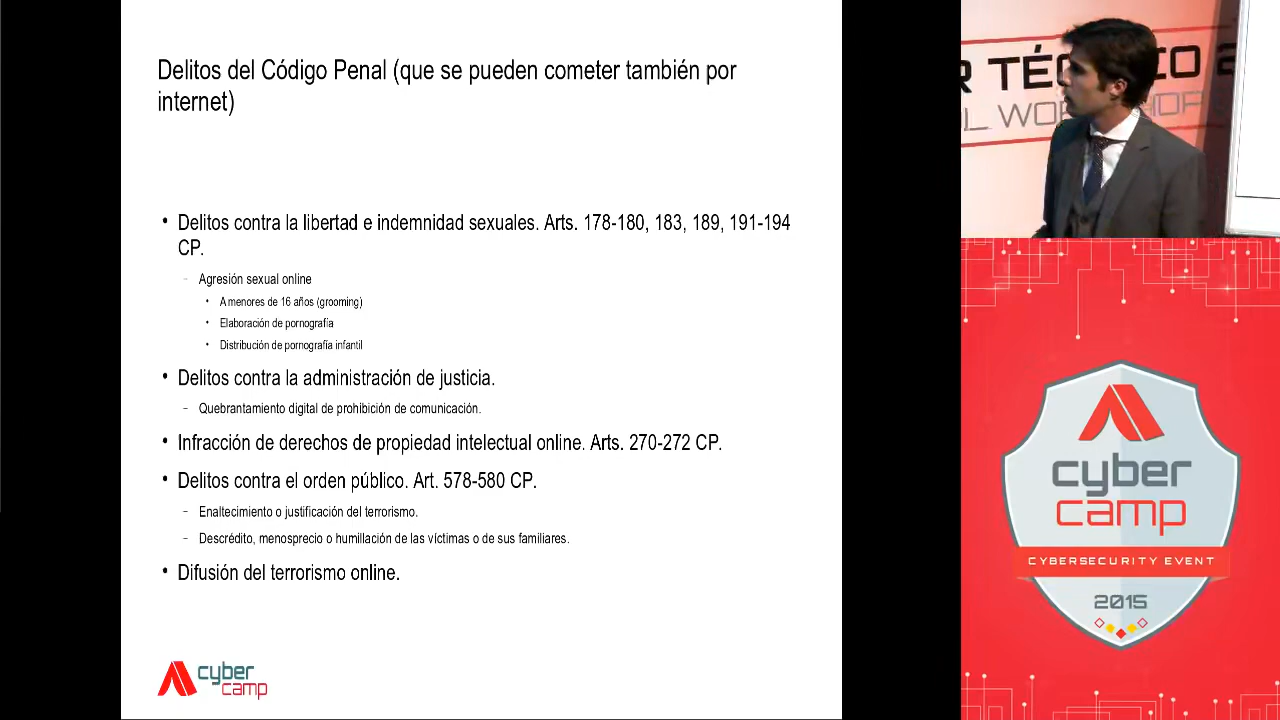 Delitos del Código Penal (que se pueden cometer también por
internet)
• Delitos contra la libertad e indemnidad sexuales. Arts. 178-180, 183, 189, 191-194
CP.
– Agresión sexual online
• A menores de 16 años (grooming)
• Elaboración de pornografía
• Distribución de pornografía infantil
• Delitos contra la administración de justicia.
– Quebrantamiento digital de prohibición de comunicación.
• Infracción de derechos de propiedad intelectual online. Arts. 270-272 CP.
• Delitos contra el orden público. Art. 578-580 CP.
– Enaltecimiento o justificación del terrorismo.
– Descrédito, menosprecio o humillación de las víctimas o de sus familiares.
• Difusión del terrorismo online.
cyber
camp
cyber
camp
CYBERSECURITY EVENT
2015